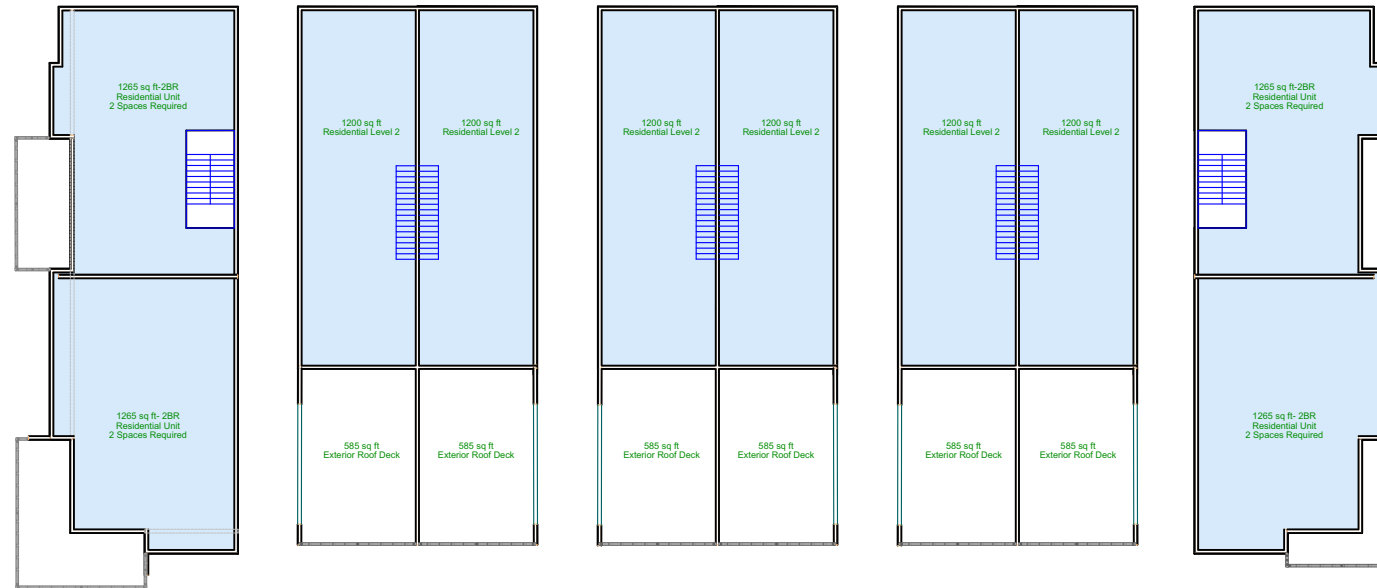 1265 sq ft-2BR
Residential Unit
2 Spaces Required
1200 sq ft
Residential Level 2
1200 sq ft
Residential Level 2
1200 sq ft
Residential Level 2
1200 sq ft
Residential Level 2
1200 sq ft
Residential Level 2
1200 sq ft
Residential Level 2
1265 sq ft-2BR
Residential Unit
2 Spaces Required
1265 sq ft- 2BR
Residential Unit
2 Spaces Required
585 sq ft
Exterior Roof Deck
585 sq ft
Exterior Roof Deck
585 sq ft
Exterior Roof Deck
585 sq ft
Exterior Roof Deck
585 sq ft
Exterior Roof Deck
585 sq ft
Exterior Roof Deck
1265 sq ft- 2BR
Residential Unit
2 Spaces Required